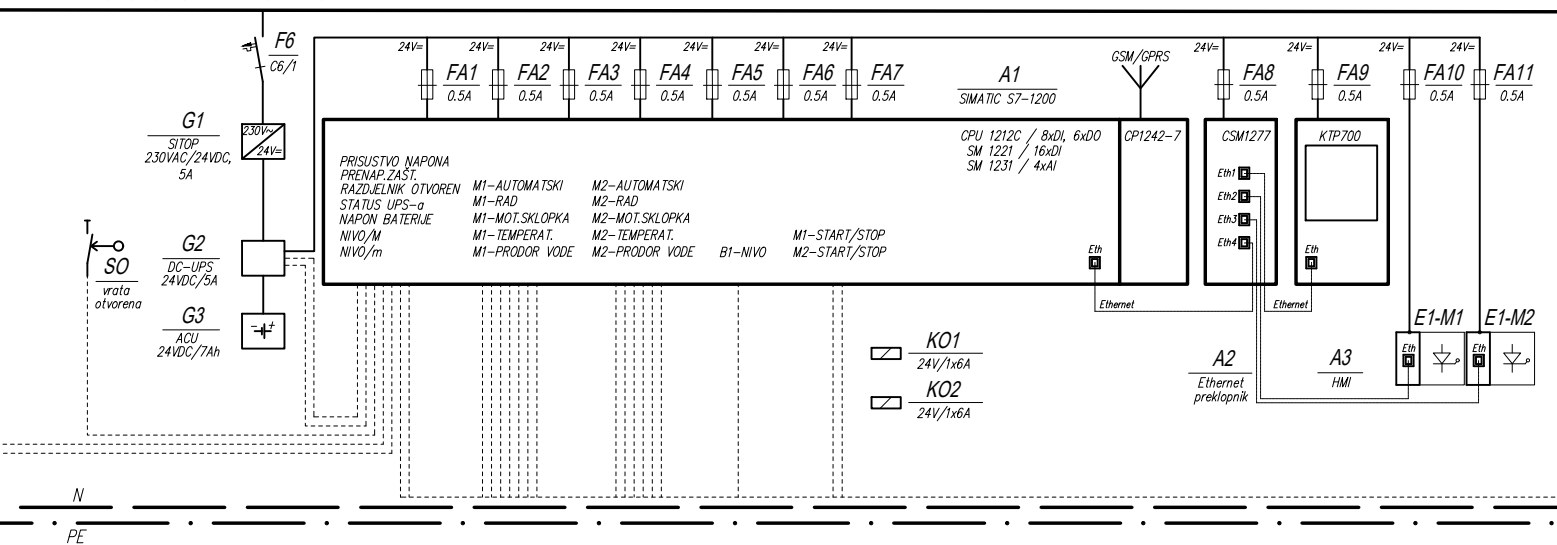 F6
C6/1
24V=
24V=
24V=
24V=
24V=
24V=
24V=
24V=
24V=
24V=
24V=
GSM/GPRS
FA1
0.5A
FA2
0.5A
FA3
0.5A
FA4
0.5A
FA5
0.5A
FA6
0.5A
FA7
0.5A
A1
SIMATIC S7-1200
FA8
0.5A
FA9
0.5A
FA10
0.5A
FA11
0.5A
G1
SITOP
230VAC/24VDC,
5A
230V~
24V=
PRISUSTVO NAPONA
PRENAP.ZAŠT.
RAZDJELNIK OTVOREN
STATUS UPS-a
NAPON BATERIJE
NIVO/M
NIVO/m
M1-AUTOMATSKI
M1-RAD
M1-MOT.SKLOPKA
M1-TEMPERAT.
M1-PRODOR VODE
M2-AUTOMATSKI
M2-RAD
M2-MOT.SKLOPKA
M2-TEMPERAT.
M2-PRODOR VODE
B1-NIVO
M1-START/STOP
M2-START/STOP
CPU 1212C / 8xDI, 6xDO
SM 1221 / 16xDI
SM 1231 / 4xAI
CP1242-7
CSM1277
KTP700
Eth1
Eth2
Eth3
Eth4
Eth
Eth
Ethernet
Ethernet
SO
vrata
otvorena
G2
DC-UPS
24VDC/5A
G3
ACU
24VDC/7Ah
- +
KO1
24V/1x6A
KO2
24V/1x6A
A2
Ethernet
preklopnik
A3
HMI
E1-M1
Eth
E1-M2
Eth
N
PE